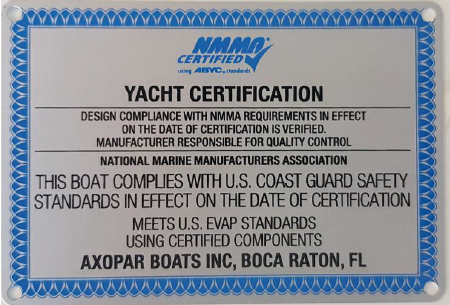 NMMA
CERTIFIED
using ABYC standards
YACHT CERTIFICATION
DESIGN COMPLIANCE WITH NMMA REQUIREMENTS IN EFFECT
ON THE DATE OF CERTIFICATION IS VERIFIED.
MANUFACTURER RESPONSIBLE FOR QUALITY CONTROL
NATIONAL MARINE MANUFACTURERS ASSOCIATION
THIS BOAT COMPLIES WITH U.S. COAST GUARD SAFETY
STANDARDS IN EFFECT ON THE DATE OF CERTIFICATION
MEETS U.S. EVAP STANDARDS
USING CERTIFIED COMPONENTS
AXOPAR BOATS INC, BOCA RATON, FL